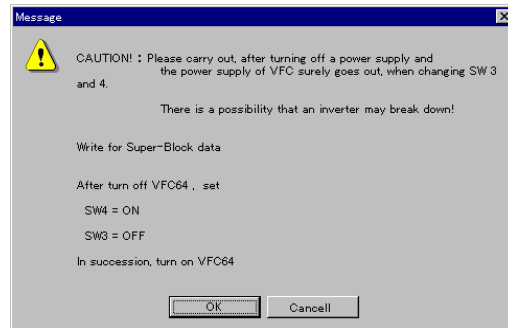 Message
CAUTION! : Please carry out, after turning off a power supply and
the power supply of VFC surely goes out, when changing SW 3
and 4.
There is a possibility that an inverter may break down!
Write for Super-Block data
After turn off VFC64 , set
SW4 = ON
SW3 = OFF
In succession, turn on VFC64
OK
Cancell